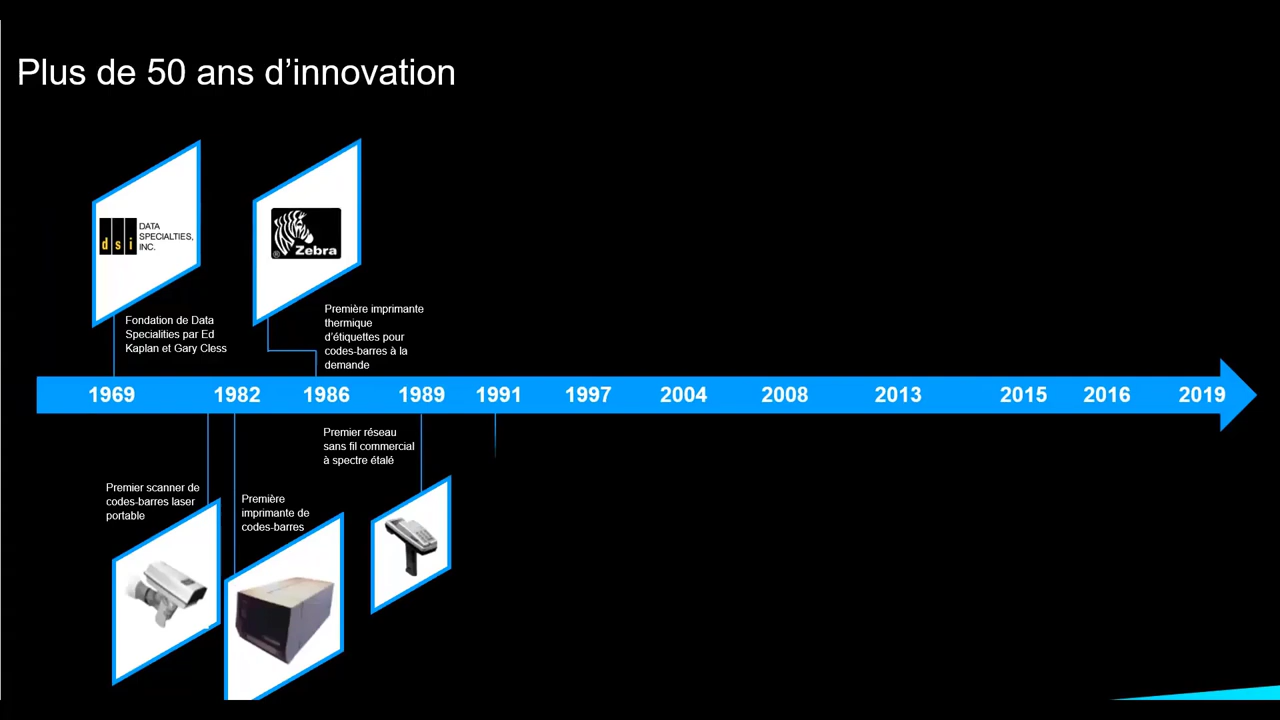 Plus de 50 ans d’innovation
dsi
DATA
SPECIALTIES,
INC.
® Zebra
Fondation de Data
Specialities par Ed
Kaplan et Gary Cless
Première imprimante
thermique
d’étiquettes pour
codes-barres à la
demande
1969 1982 1986 1989 1991 1997 2004 2008 2013 2015 2016 2019
Premier scanner de
codes-barres laser
portable
Première
imprimante de
codes-barres
Premier réseau
sans fil commercial
à spectre étalé